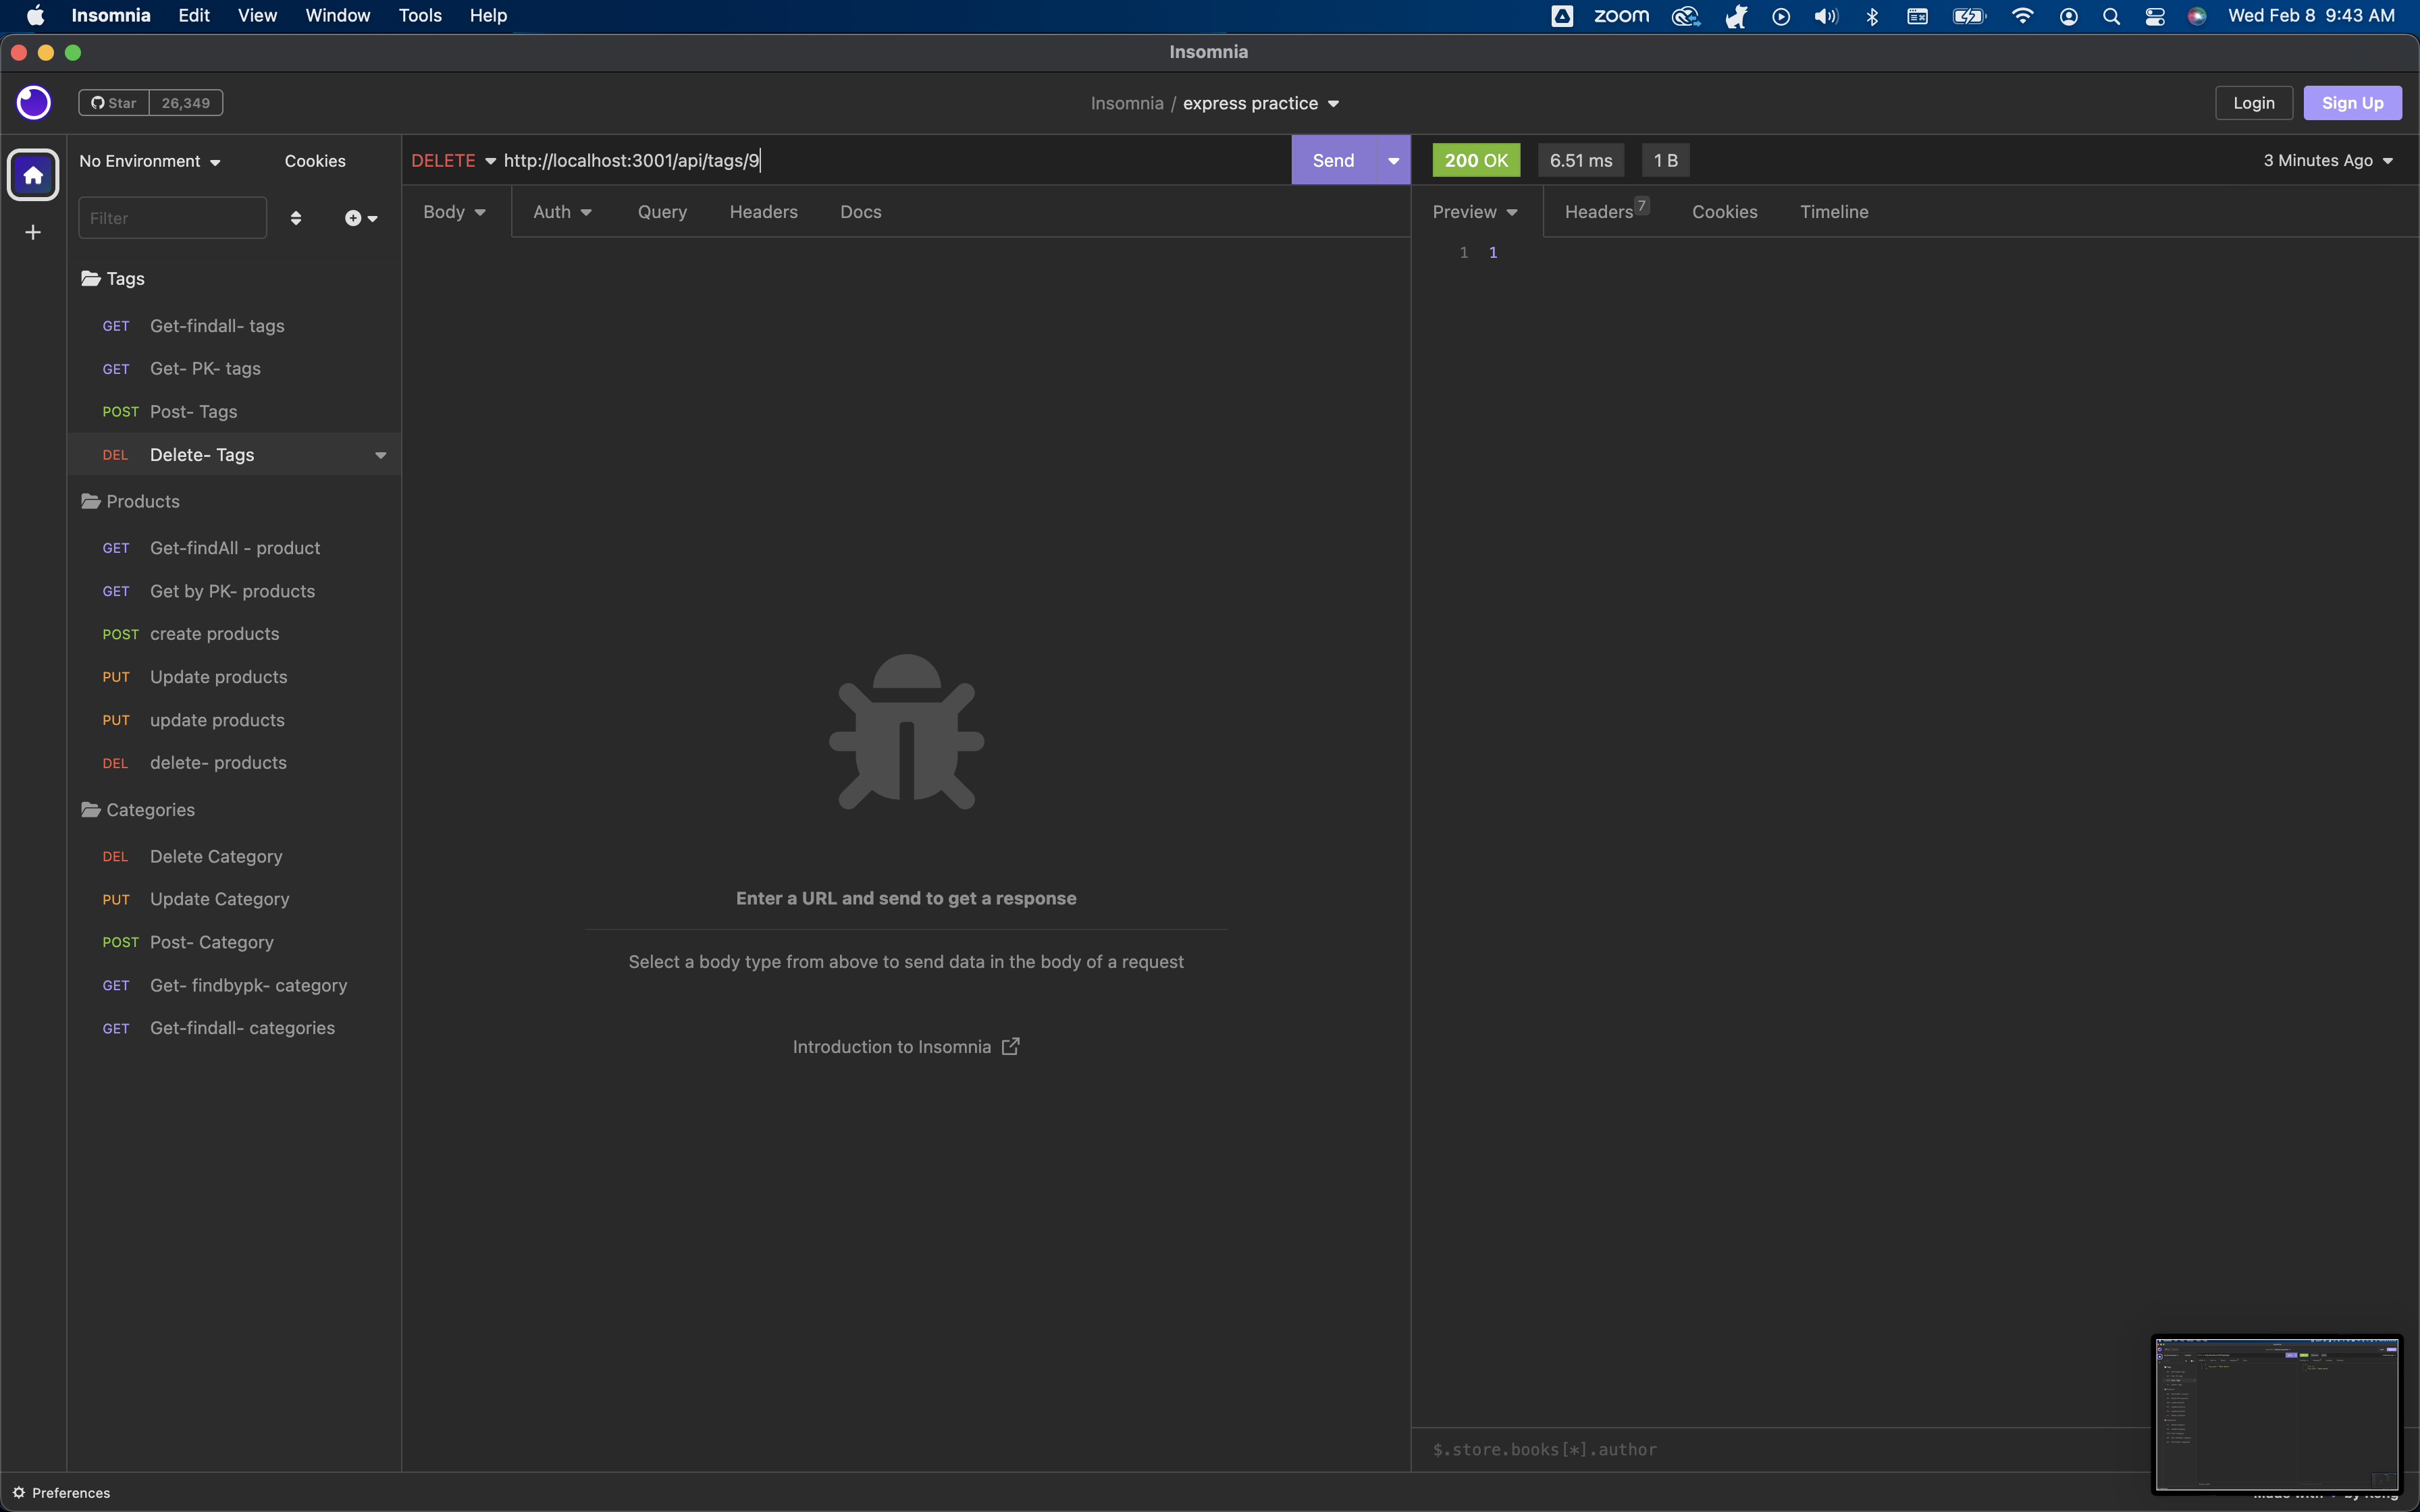 Insomnia Edit View Window Tools Help zoom Wed Feb 8 9:43 AM
Insomnia
Star 26,349 Insomnia / express practice Login Sign Up
No Environment Cookies DELETE http://localhost:3001/api/tags/9 Send 200 OK 6.51 ms 1 B 3 Minutes Ago
Filter Body Auth Query Headers Docs Preview Headers 7 Cookies Timeline
1 1
Tags
GET Get-findall- tags
GET Get- PK- tags
POST Post- Tags
DEL Delete- Tags
Products
GET Get-findAll - product
GET Get by PK- products
POST create products
PUT Update products
PUT update products
DEL delete- products
Categories
DEL Delete Category
PUT Update Category
POST Post- Category
GET Get- findbypk- category
GET Get-findall- categories
Enter a URL and send to get a response
Select a body type from above to send data in the body of a request
Introduction to Insomnia
$.store.books[*].author
Preferences